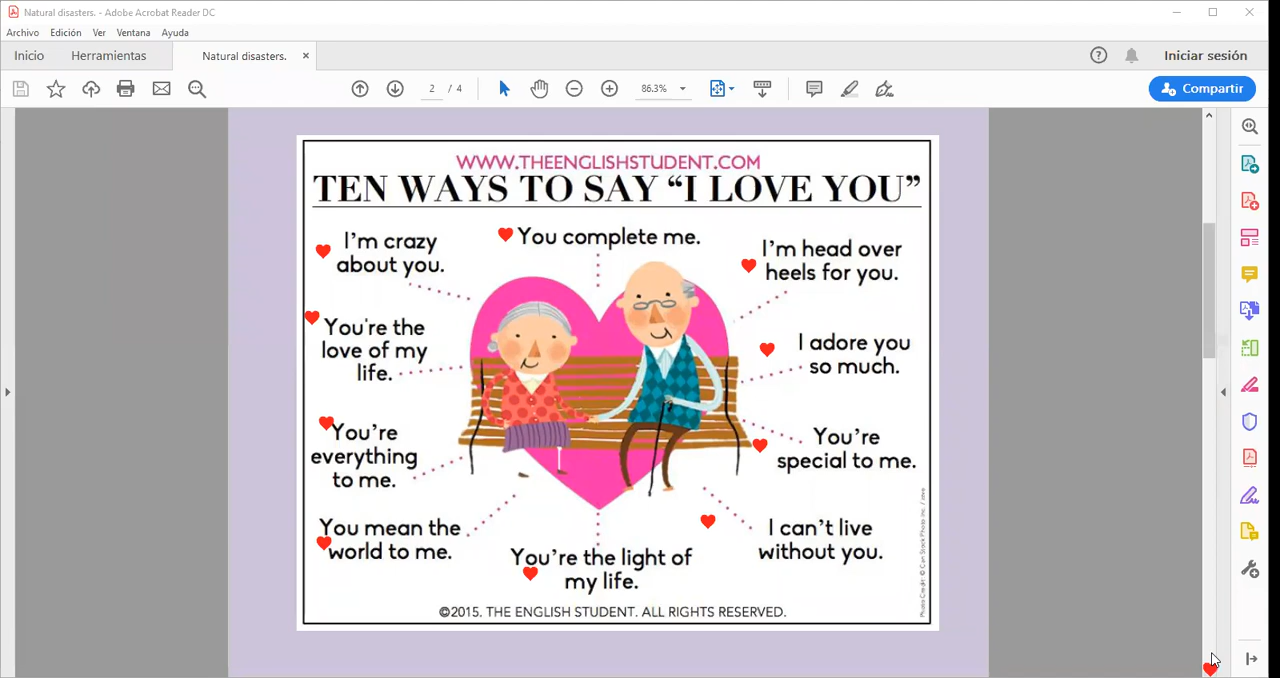 Natural disasters. - Adobe Acrobat Reader DC
Archivo Edición Ver Ventana Ayuda
Inicio Herramientas Natural disasters. × Iniciar sesión
2 / 4 86.3% Compartir
WWW.THEENGLISHSTUDENT.COM
TEN WAYS TO SAY “I LOVE YOU”
I'm crazy
about you.
You complete me.
I'm head over
heels for you.
You're the
love of my
life.
I adore you
so much.
You're
everything
to me.
You're
special to me.
You mean the
world to me.
You're the light of
my life.
I can't live
without you.
©2015. THE ENGLISH STUDENT. ALL RIGHTS RESERVED.